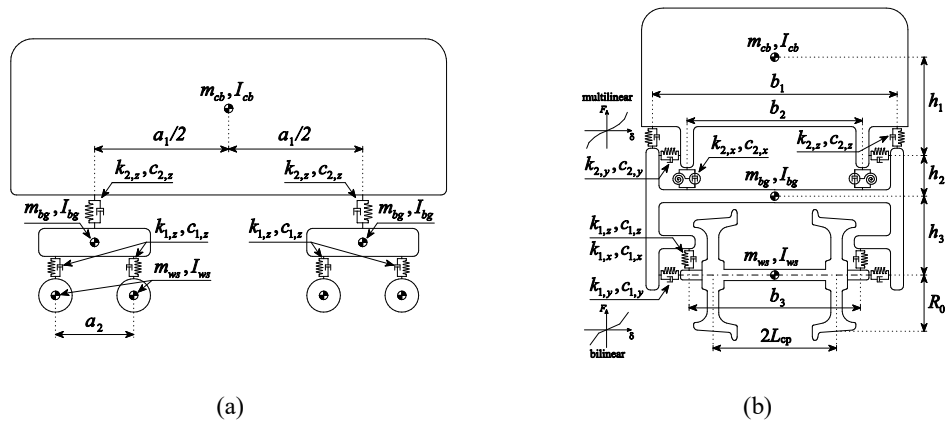 m_cb, I_cb
a_1/2
a_1/2
k_2,z, c_2,z
k_2,z, c_2,z
m_bg, I_bg
m_bg, I_bg
k_1,z, c_1,z
k_1,z, c_1,z
m_ws, I_ws
a_2
(a)
m_cb, I_cb
b_1
multilinear
F
δ
b_2
h_1
k_2,z, c_2,z
k_2,x, c_2,x
k_2,y, c_2,y
m_bg, I_bg
h_2
k_1,z, c_1,z
k_1,x, c_1,x
h_3
m_ws, I_ws
k_1,y, c_1,y
b_3
R_0
F
δ
bilinear
2L_cp
(b)